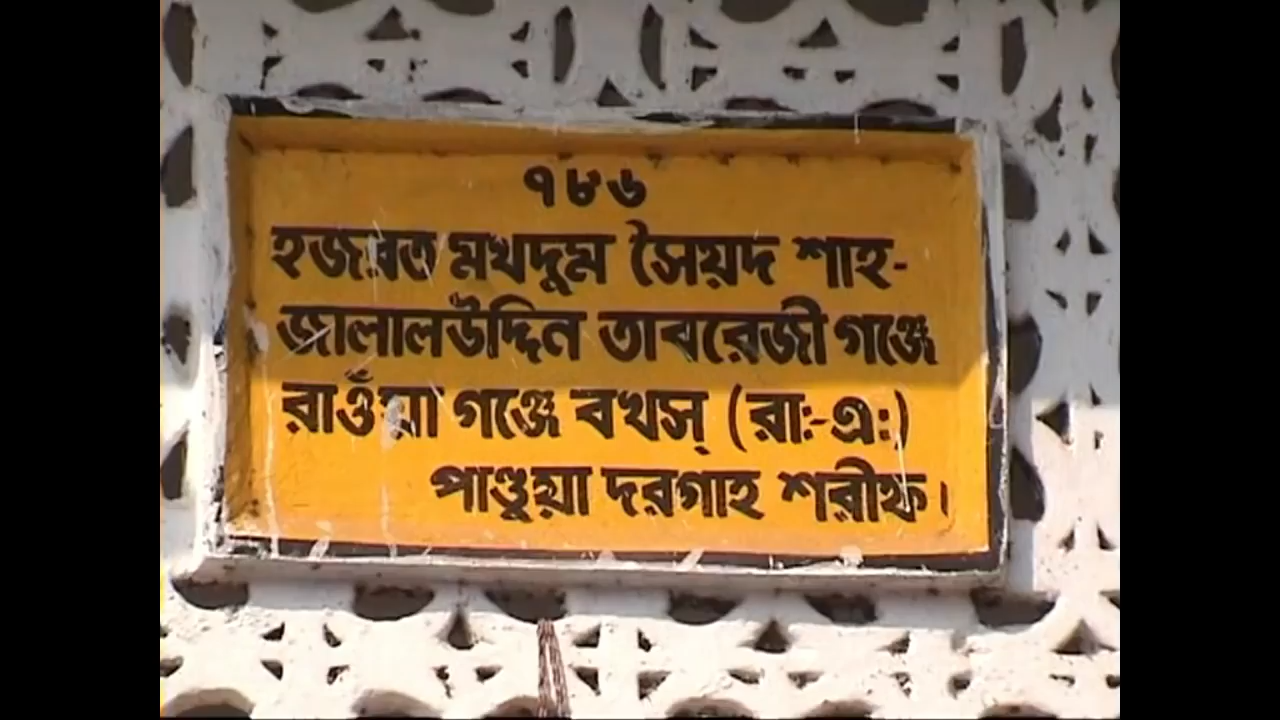 ৭৮৬
হজরত মখদুম সৈয়দ শাহ-
জালালউদ্দিন তাবরেজী গঞ্জে
রাওঁয়া গঞ্জে বখস্ (রাঃ-এঃ)
পাণ্ডুয়া দরগাহ শরীফ।